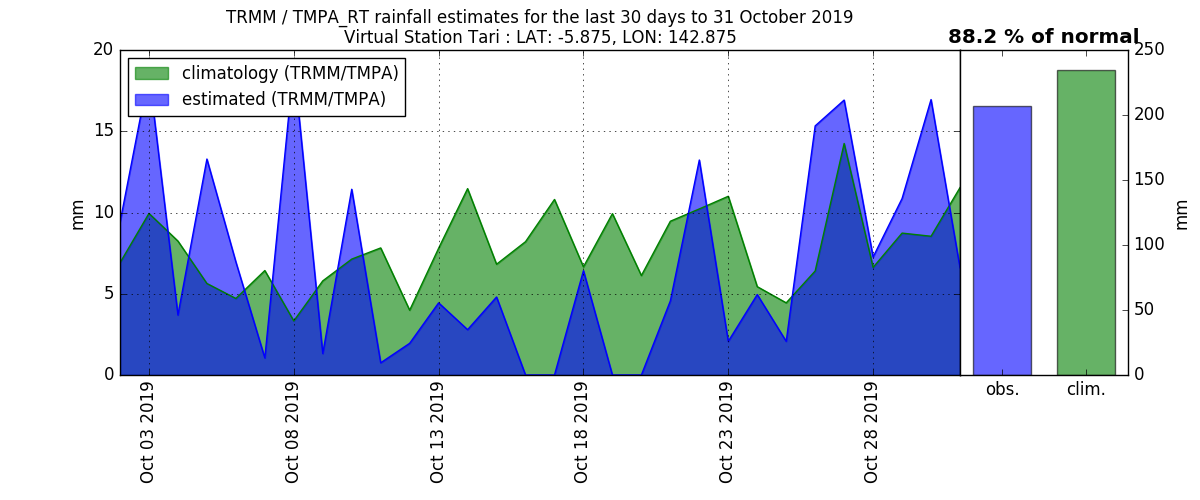 TRMM / TMPA_RT rainfall estimates for the last 30 days to 31 October 2019
Virtual Station Tari : LAT: -5.875, LON: 142.875
88.2 % of normal
climatology (TRMM/TMPA)
estimated (TRMM/TMPA)
20
15
10
5
0
mm
Oct 03 2019
Oct 08 2019
Oct 13 2019
Oct 18 2019
Oct 23 2019
Oct 28 2019
obs.
clim.
250
200
150
100
50
0
mm